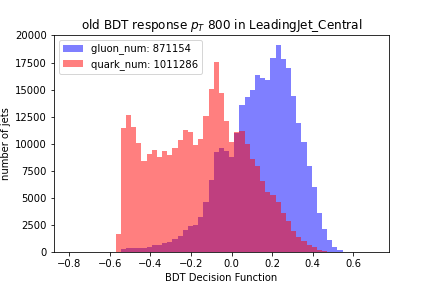 old BDT response p_T 800 in LeadingJet_Central
gluon_num: 871154
quark_num: 1011286
number of jets
20000
17500
15000
12500
10000
7500
5000
2500
0
−0.8 −0.6 −0.4 −0.2 0.0 0.2 0.4 0.6
BDT Decision Function